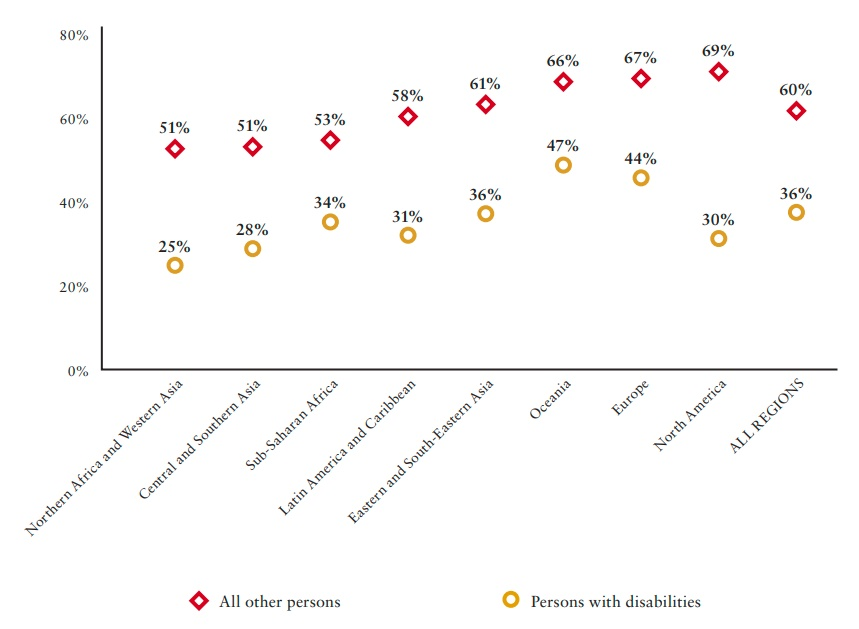 80%
60%
40%
20%
0%
51%
51%
53%
58%
61%
66%
67%
69%
60%
25%
28%
34%
31%
36%
47%
44%
30%
36%
Northern Africa and Western Asia
Central and Southern Asia
Sub-Saharan Africa
Latin America and Caribbean
Eastern and South-Eastern Asia
Oceania
Europe
North America
ALL REGIONS
All other persons
Persons with disabilities